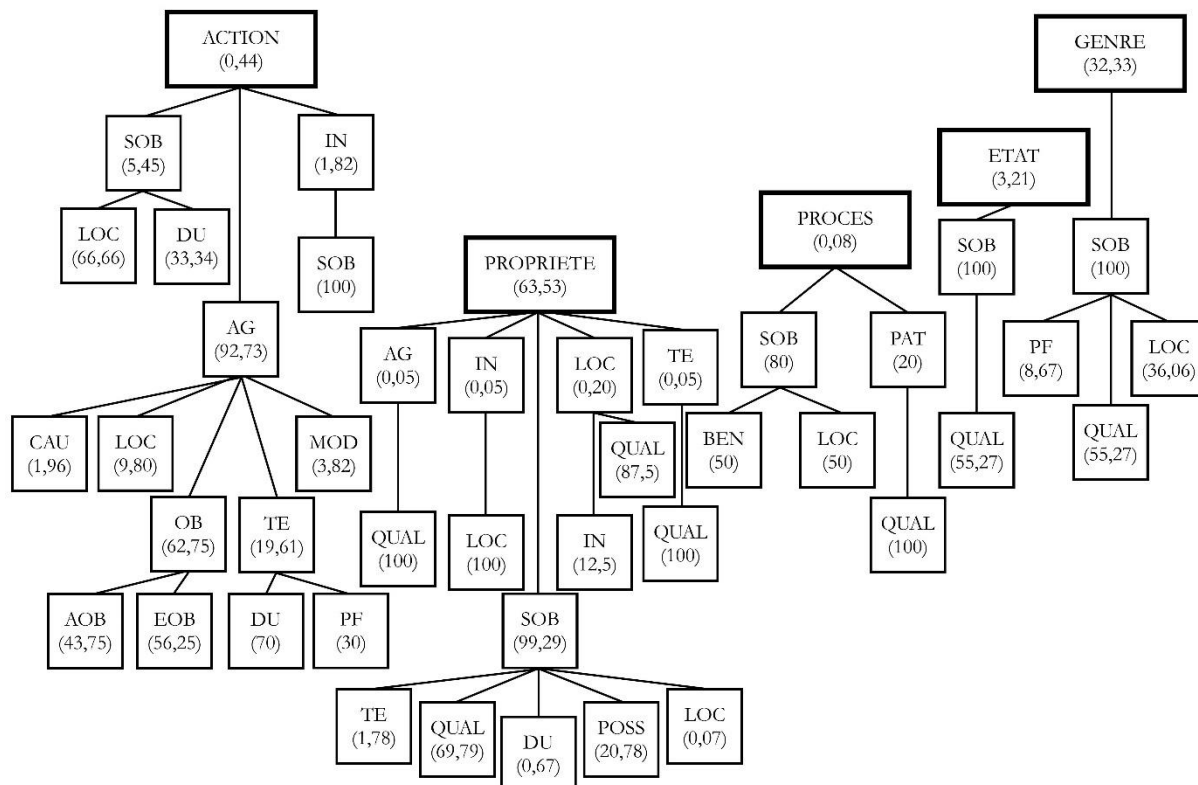 ACTION
(0,44)
SOB
(5,45)
IN
(1,82)
LOC
(66,66)
DU
(33,34)
SOB
(100)
AG
(92,73)
CAU
(1,96)
LOC
(9,80)
MOD
(3,82)
OB
(62,75)
TE
(19,61)
AOB
(43,75)
EOB
(56,25)
DU
(70)
PF
(30)
PROPRIETE
(63,53)
AG
(0,05)
IN
(0,05)
LOC
(0,20)
TE
(0,05)
QUAL
(87,5)
QUAL
(100)
LOC
(100)
IN
(12,5)
QUAL
(100)
SOB
(99,29)
TE
(1,78)
QUAL
(69,79)
DU
(0,67)
POSS
(20,78)
LOC
(0,07)
PROCES
(0,08)
SOB
(80)
PAT
(20)
BEN
(50)
LOC
(50)
QUAL
(100)
ETAT
(3,21)
SOB
(100)
QUAL
(55,27)
GENRE
(32,33)
SOB
(100)
PF
(8,67)
LOC
(36,06)
QUAL
(55,27)